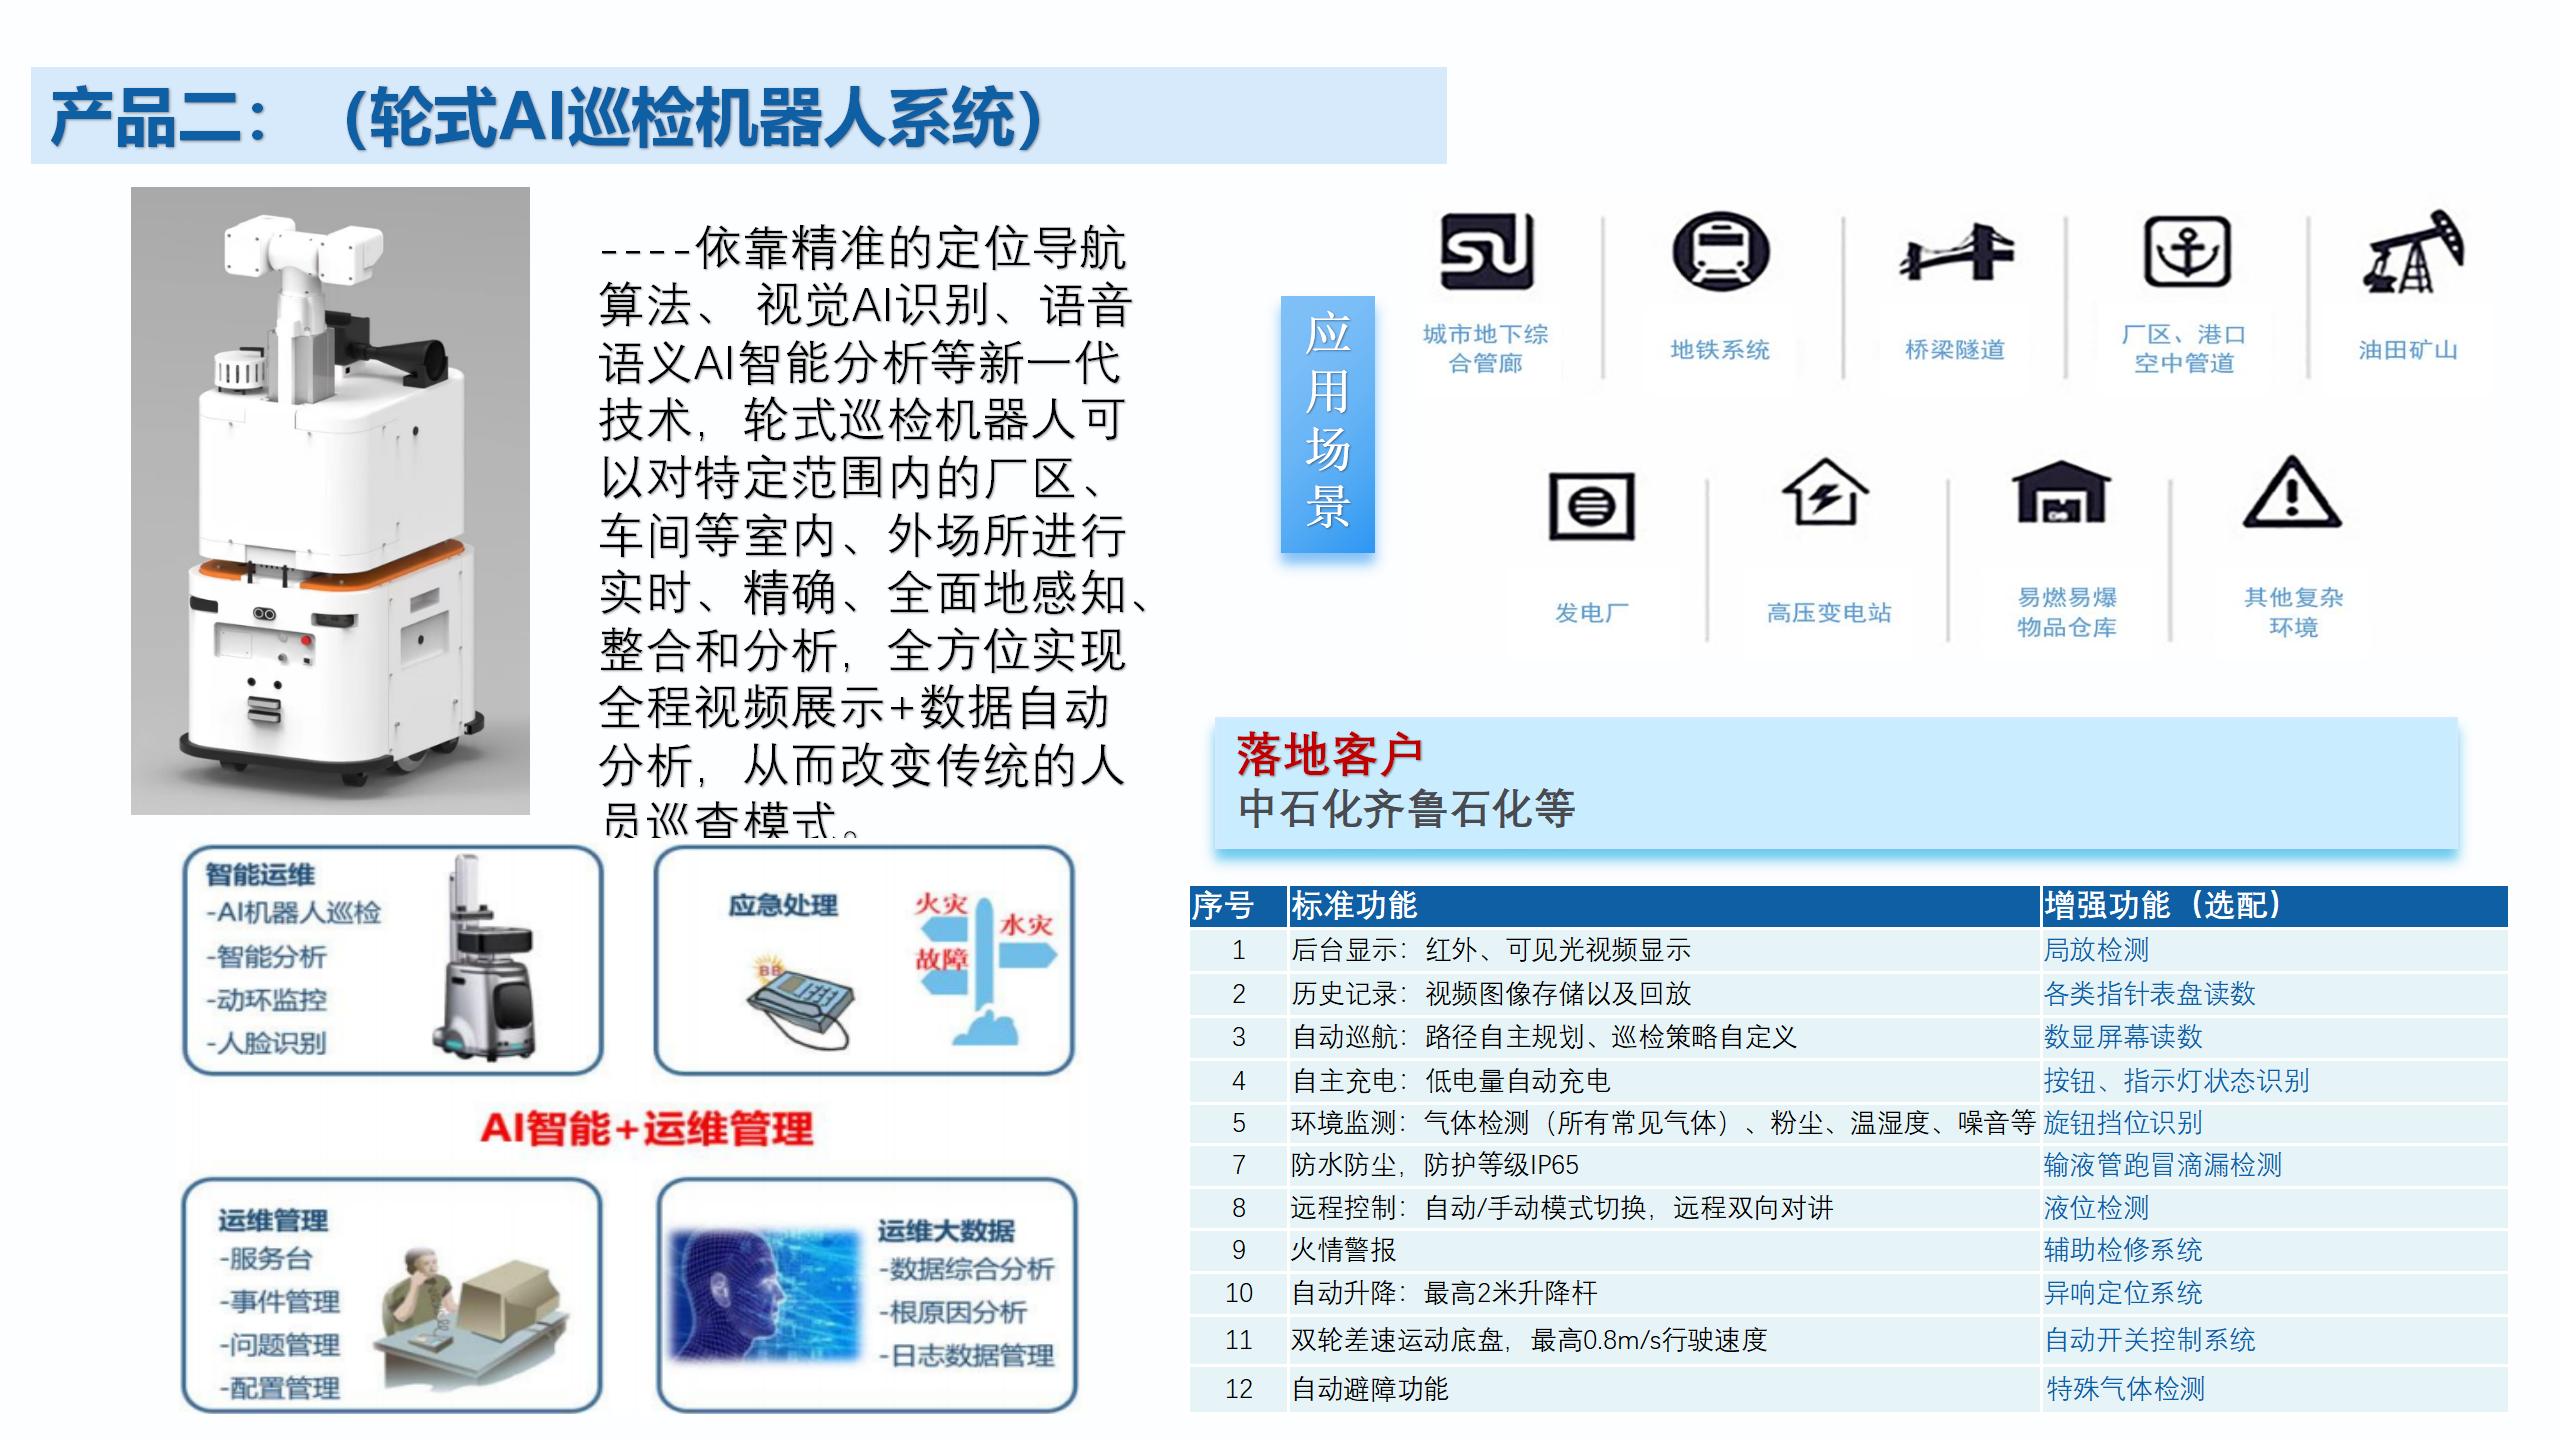 产品二：（轮式AI巡检机器人系统）
----依靠精准的定位导航
算法、 视觉AI识别、语音
语义AI智能分析等新一代
技术，轮式巡检机器人可
以对特定范围内的厂区、
车间等室内、外场所进行
实时、精确、全面地感知、
整合和分析，全方位实现
全程视频展示+数据自动
分析，从而改变传统的人
员巡查模式。
应
用
场
景
城市地下综
合管廊
地铁系统
桥梁隧道
厂区、港口
空中管道
油田矿山
发电厂
高压变电站
易燃易爆
物品仓库
其他复杂
环境
落地客户
中石化齐鲁石化等
智能运维
-AI机器人巡检
-智能分析
-动环监控
-人脸识别
应急处理
BB
火灾
水灾
故障
AI智能+运维管理
运维管理
-服务台
-事件管理
-问题管理
-配置管理
运维大数据
-数据综合分析
-根原因分析
-日志数据管理
序号 标准功能 增强功能（选配）
1 后台显示：红外、可见光视频显示 局放检测
2 历史记录：视频图像存储以及回放 各类指针表盘读数
3 自动巡航：路径自主规划、巡检策略自定义 数显屏幕读数
4 自主充电：低电量自动充电 按钮、指示灯状态识别
5 环境监测：气体检测（所有常见气体）、粉尘、温湿度、噪音等 旋钮挡位识别
7 防水防尘，防护等级IP65 输液管跑冒滴漏检测
8 远程控制：自动/手动模式切换，远程双向对讲 液位检测
9 火情警报 辅助检修系统
10 自动升降：最高2米升降杆 异响定位系统
11 双轮差速运动底盘，最高0.8m/s行驶速度 自动开关控制系统
12 自动避障功能 特殊气体检测